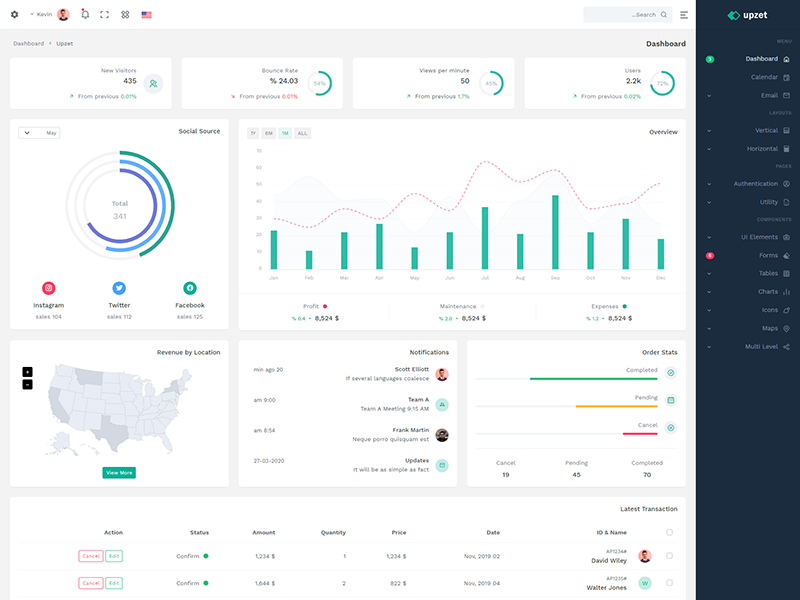 Kevin
Search...
upzet
MENU
Dashboard
3
Calendar
Email
LAYOUTS
Vertical
Horizontal
PAGES
Authentication
Utility
COMPONENTS
UI Elements
Forms
6
Tables
Charts
Icons
Maps
Multi Level
Dashboard
Dashboard < Upzet
Users
2.2k
72%
From previous 0.02%
Views per minute
50
45%
From previous 1.7%
Bounce Rate
% 24.03
54%
From previous 0.01%
New Visitors
435
From previous 0.01%
Overview
1Y 6M 1M ALL
70
60
50
40
30
20
10
0
Jan Feb Mar Apr May Jun Jul Aug Sep Oct Nov Dec
Profit
% 0.4 • 8,524 $
Maintenance
% 2.0 • 8,524 $
Expenses
% 1.2 • 8,524 $
Social Source
May
Total
341
Instagram
sales 104
Twitter
sales 112
Facebook
sales 125
Order Stats
Completed
Pending
Cancel
Cancel Pending Completed
19 45 70
Notifications
Scott Elliott
If several languages coalesce
min ago 20
Team A
Team A Meeting 9:15 AM
am 9:00
Frank Martin
Neque porro quisquam est
am 8:54
Updates
It will be as simple as fact
27-03-2020
Revenue by Location
+
−
View More
Latest Transaction
Action Status Amount Quantity Price Date ID & Name
Cancel Edit Confirm 1,234 $ 1 1,234 $ Nov, 2019 02 AP1234#
David Wiley
Cancel Edit Confirm 1,644 $ 2 822 $ Nov, 2019 04 AP1235#
Walter Jones
W